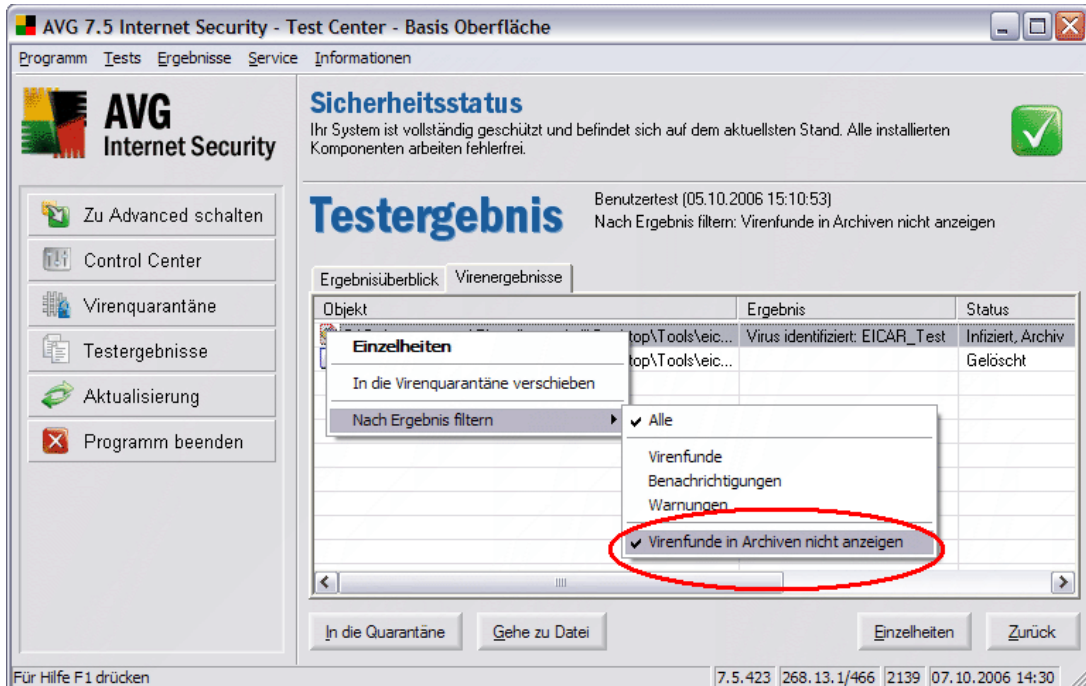 AVG 7.5 Internet Security - Test Center - Basis Oberfläche
Programm Tests Ergebnisse Service Informationen
AVG
Internet Security
Sicherheitsstatus
Ihr System ist vollständig geschützt und befindet sich auf dem aktuellsten Stand. Alle installierten
Komponenten arbeiten fehlerfrei.
Zu Advanced schalten
Control Center
Virenquarantäne
Testergebnisse
Aktualisierung
Programm beenden
Testergebnis
Benutzertest (05.10.2006 15:10:53)
Nach Ergebnis filtern: Virenfunde in Archiven nicht anzeigen
Ergebnisüberblick Virenergebnisse
Objekt Ergebnis Status
top\Tools\eic... Virus identifiziert: EICAR_Test Infiziert, Archiv
top\Tools\eic... Gelöscht
Einzelheiten
In die Virenquarantäne verschieben
Nach Ergebnis filtern
Alle
Virenfunde
Benachrichtigungen
Warnungen
Virenfunde in Archiven nicht anzeigen
In die Quarantäne Gehe zu Datei Einzelheiten Zurück
Für Hilfe F1 drücken 7.5.423 268.13.1/466 2139 07.10.2006 14:30